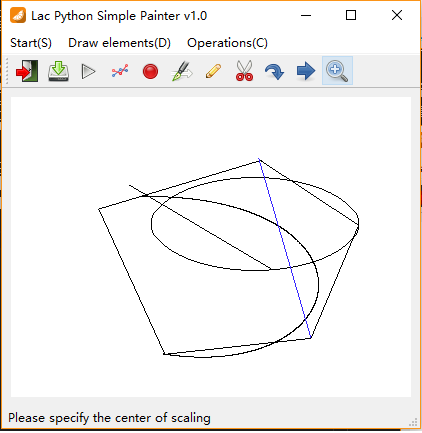 Lac Python Simple Painter v1.0
Start(S) Draw elements(D) Operations(C)
Please specify the center of scaling